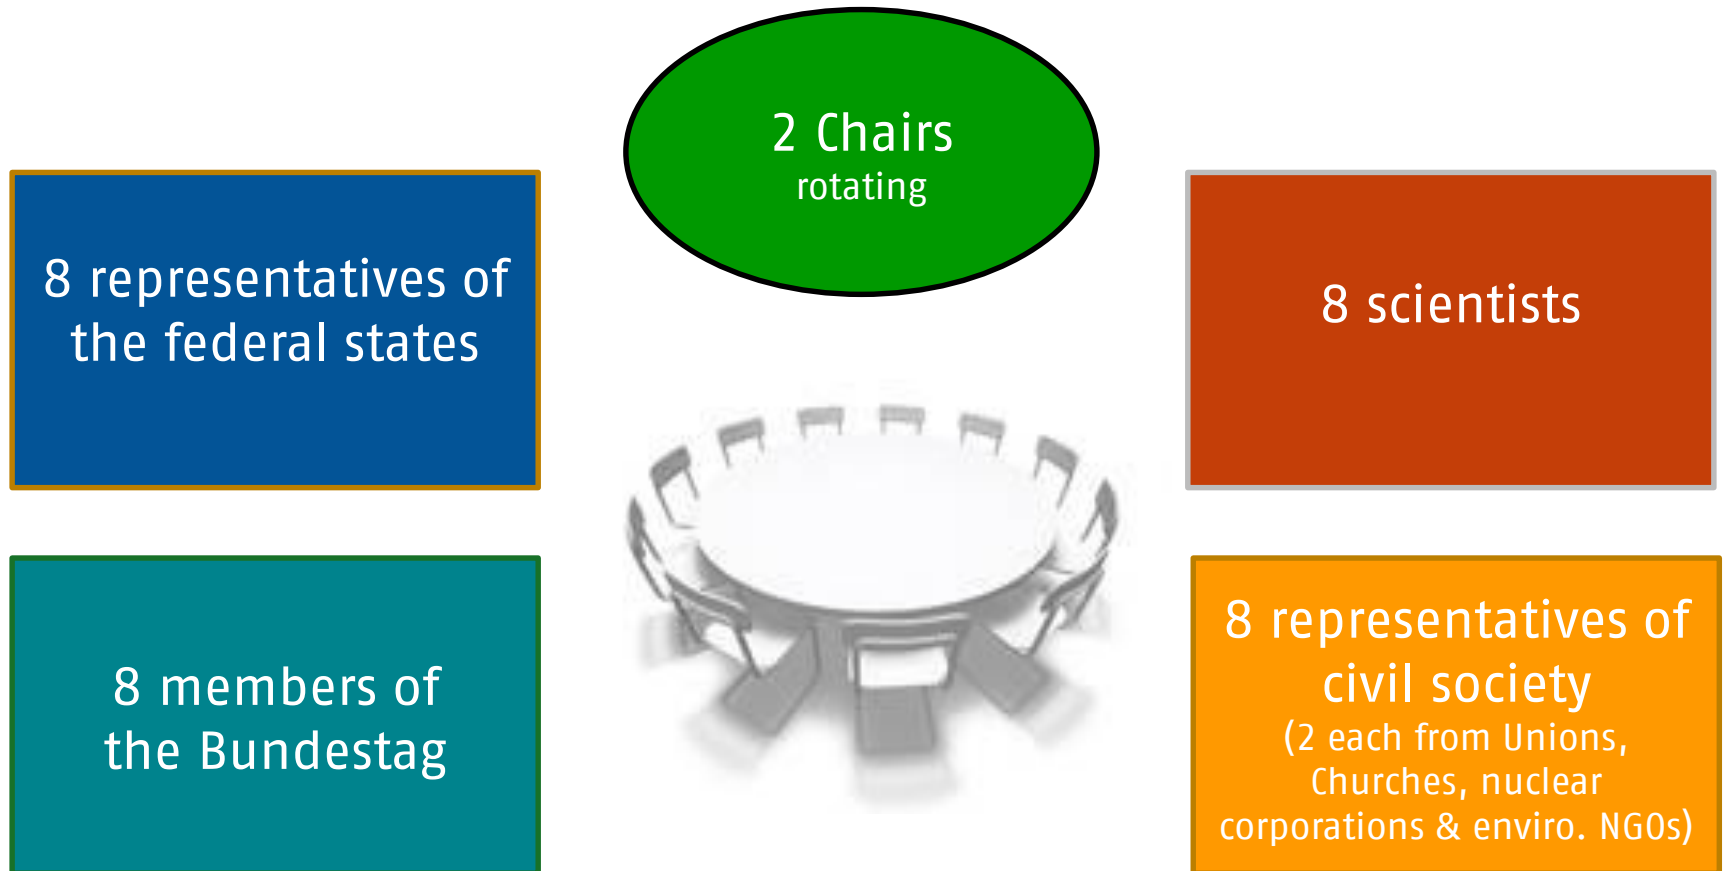 2 Chairs
rotating
8 representatives of
the federal states
8 scientists
8 members of
the Bundestag
8 representatives of
civil society
(2 each from Unions,
Churches, nuclear
corporations & enviro. NGOs)